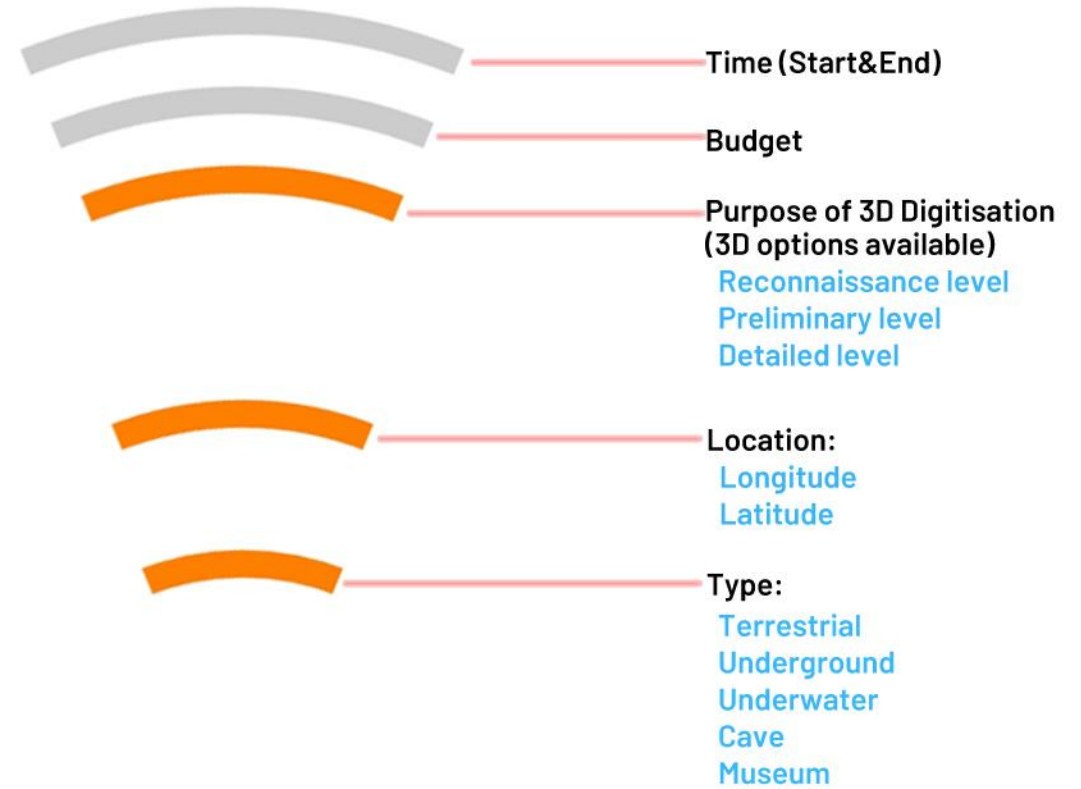 Time (Start&End)
Budget
Purpose of 3D Digitisation
(3D options available)
Reconnaissance level
Preliminary level
Detailed level
Location:
Longitude
Latitude
Type:
Terrestrial
Underground
Underwater
Cave
Museum